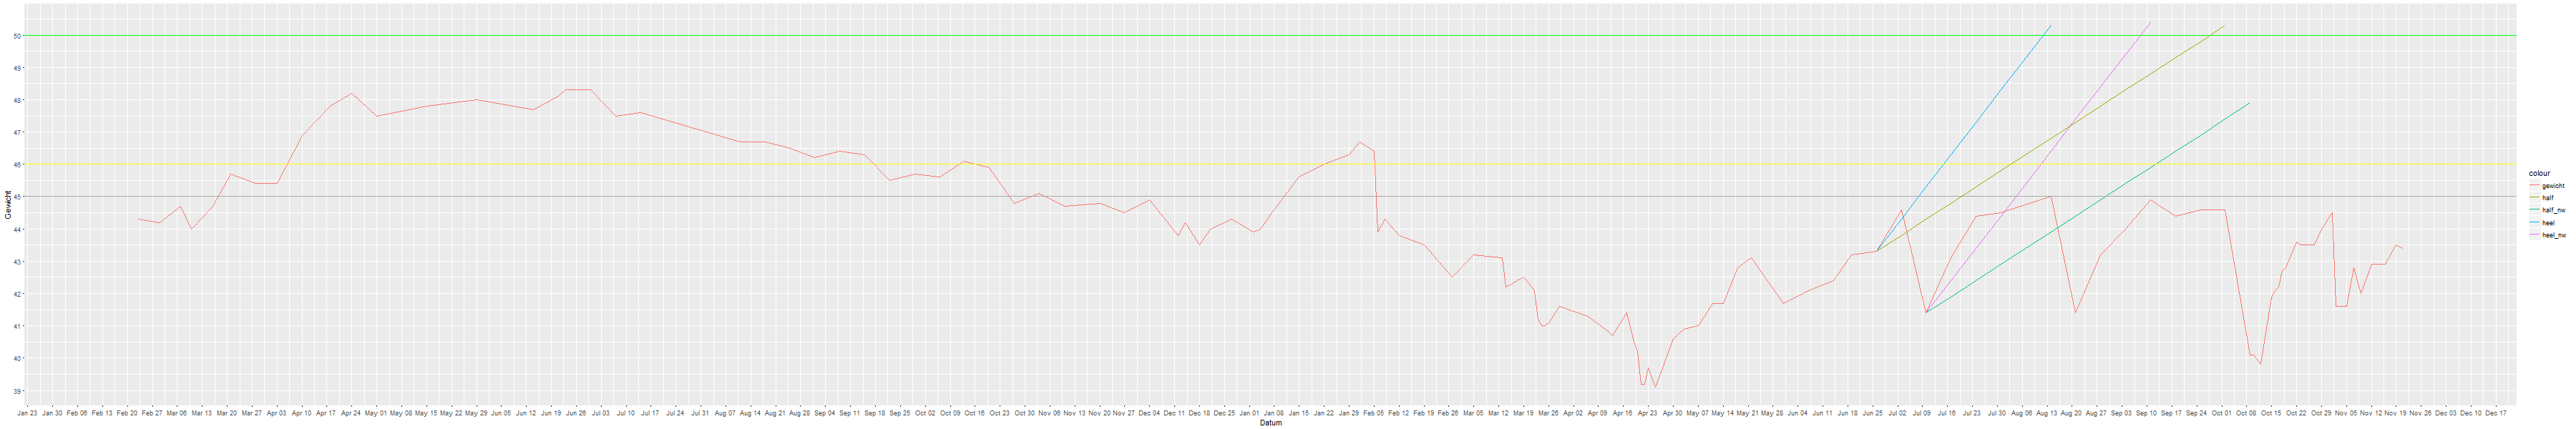 50
49
48
47
46
45
44
43
42
41
40
39
Gewicht
Jan 23 Jan 30 Feb 06 Feb 13 Feb 20 Feb 27 Mar 06 Mar 13 Mar 20 Mar 27 Apr 03 Apr 10 Apr 17 Apr 24 May 01 May 08 May 15 May 22 May 29 Jun 05 Jun 12 Jun 19 Jun 26 Jul 03 Jul 10 Jul 17 Jul 24 Jul 31 Aug 07 Aug 14 Aug 21 Aug 28 Sep 04 Sep 11 Sep 18 Sep 25 Oct 02 Oct 09 Oct 16 Oct 23 Oct 30 Nov 06 Nov 13 Nov 20 Nov 27 Dec 04 Dec 11 Dec 18 Dec 25 Jan 01 Jan 08 Jan 15 Jan 22 Jan 29 Feb 05 Feb 12 Feb 19 Feb 26 Mar 05 Mar 12 Mar 19 Mar 26 Apr 02 Apr 09 Apr 16 Apr 23 Apr 30 May 07 May 14 May 21 May 28 Jun 04 Jun 11 Jun 18 Jun 25 Jul 02 Jul 09 Jul 16 Jul 23 Jul 30 Aug 06 Aug 13 Aug 20 Aug 27 Sep 03 Sep 10 Sep 17 Sep 24 Oct 01 Oct 08 Oct 15 Oct 22 Oct 29 Nov 05 Nov 12 Nov 19 Nov 26 Dec 03 Dec 10 Dec 17
Datum
colour
gewicht
half
half_nw
heel
heel_nw